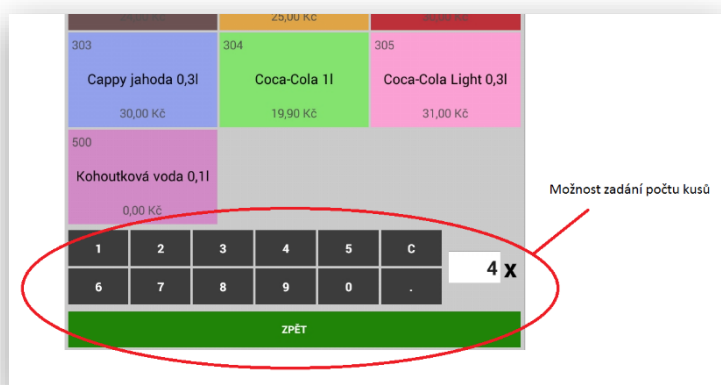 25,00 Kč
303
304
305
Cappy jahoda 0,3l
Coca-Cola 1l
Coca-Cola Light 0,3l
30,00 Kč
19,90 Kč
31,00 Kč
500
Kohoutková voda 0,1l
0,00 Kč
Možnost zadání počtu kusů
1 2 3 4 5 C
4 X
6 7 8 9 0 .
ZPĚT